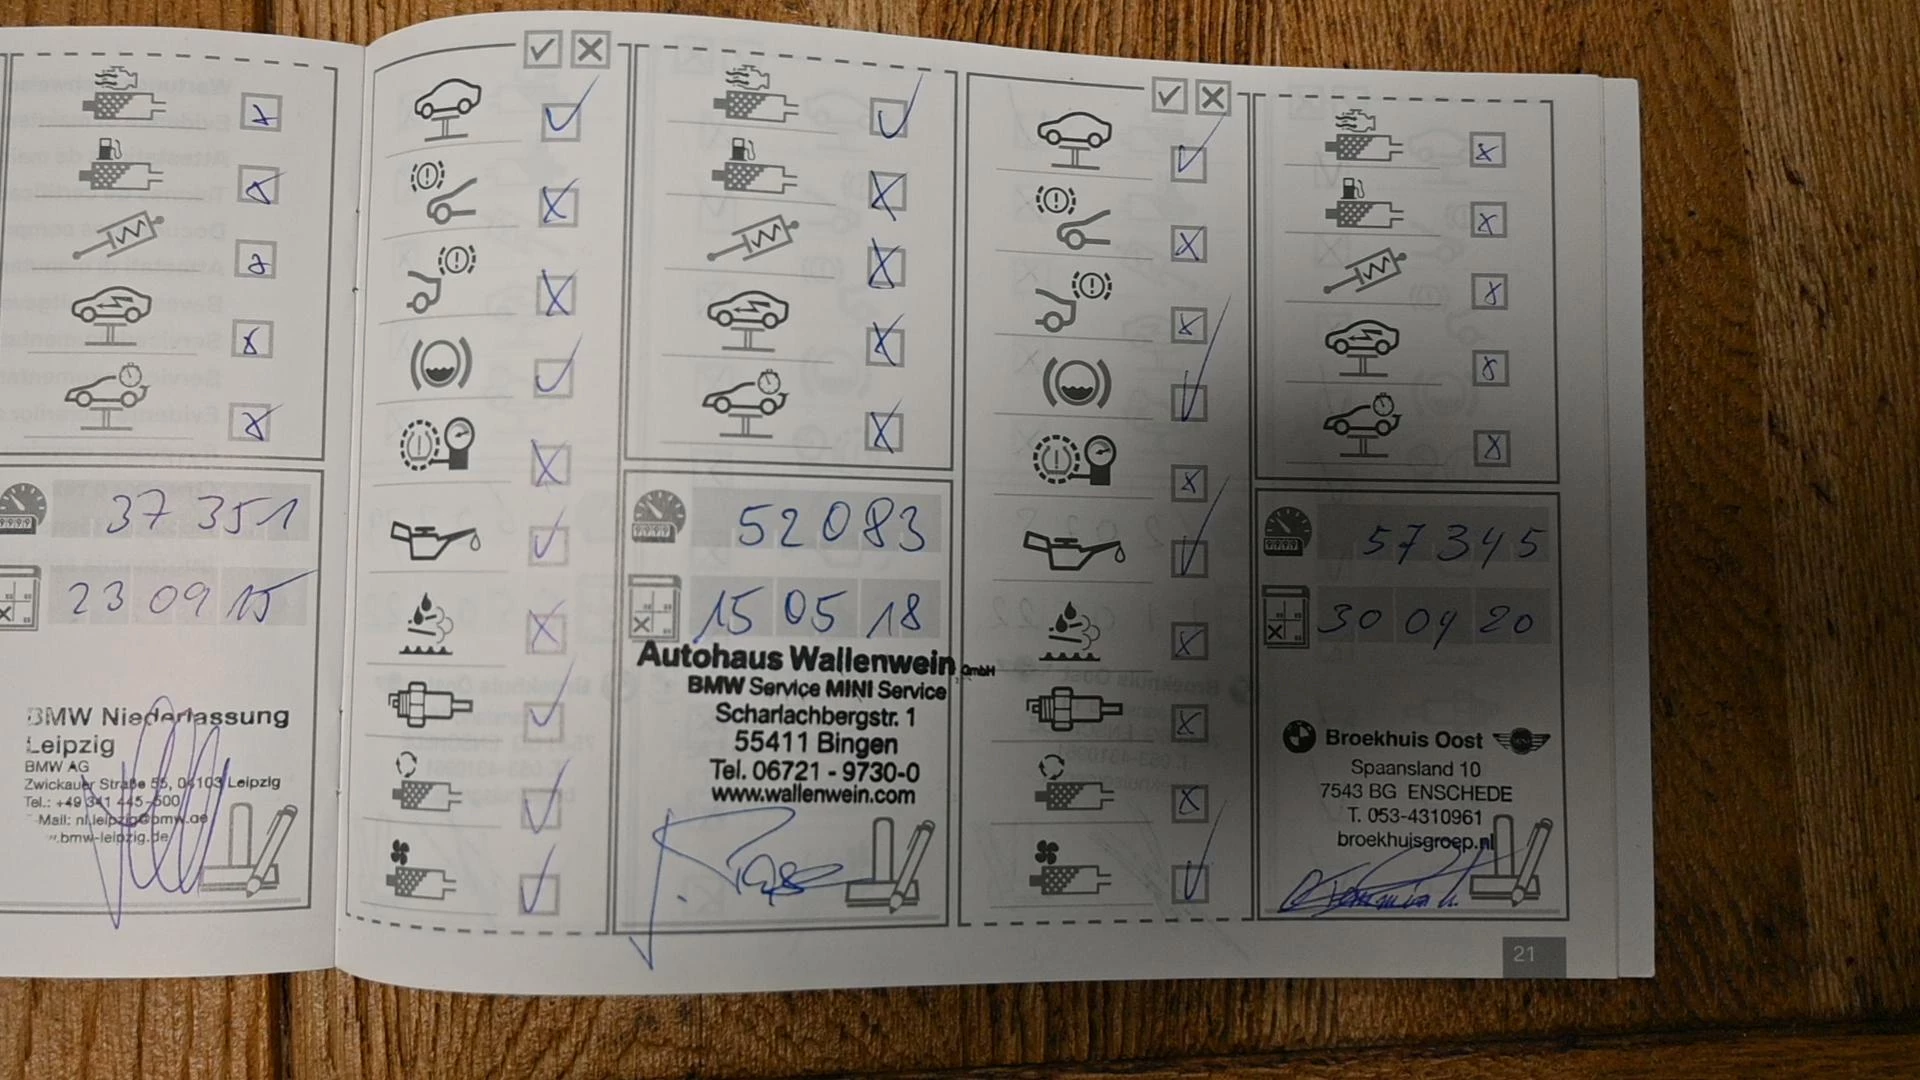 37 351
23 09 15
BMW Niederlassung
Leipzig
BMW AG
Zwickauer Straße 55, 04103 Leipzig
Tel.: +49 341 445-500
Mail: nl.leipzig@bmw.de
.bmw-leipzig.de
52083
15 05 18
Autohaus Wallenwein GmbH
BMW Service MINI Service
Scharlachbergstr. 1
55411 Bingen
Tel. 06721 - 9730-0
www.wallenwein.com
57345
30 04 20
Broekhuis Oost
Spaansland 10
7543 BG ENSCHEDE
T. 053-4310961
broekhuisgroep.nl
21